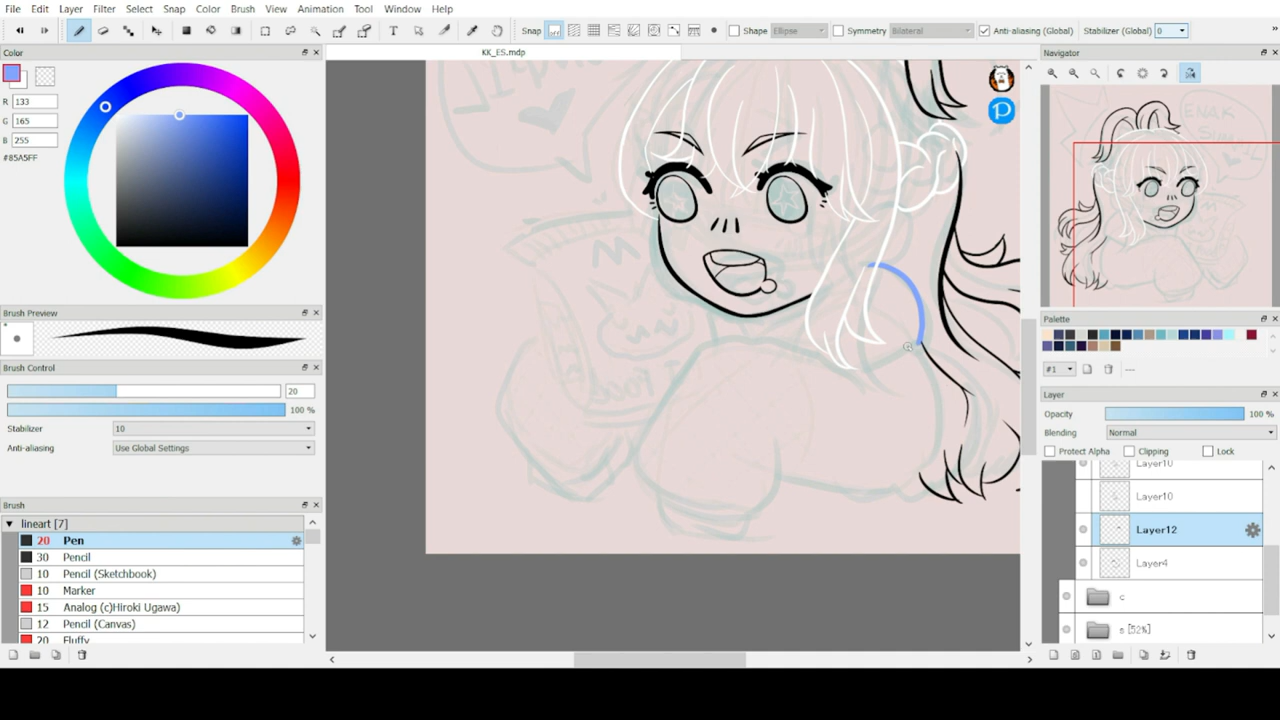 File Edit Layer Filter Select Snap Color Brush View Animation Tool Window Help
Snap Shape Ellipse Symmetry Bilateral Anti-aliasing (Global) Stabilizer (Global) 0
Color
KK_ES.mdp
Navigator
R 133
G 165
B 255
#85A5FF
ENAK
Brush Preview
Brush Control
20
100 %
Stabilizer 10
Anti-aliasing Use Global Settings
Brush
lineart [7]
20 Pen
30 Pencil
10 Pencil (Sketchbook)
10 Marker
15 Analog (c)Hiroki Ugawa)
12 Pencil (Canvas)
20 Fluffy
Palette
#1 ---
Layer
Opacity 100 %
Blending Normal
Protect Alpha Clipping Lock
Layer10
Layer10
Layer12
Layer4
c
s [52%]